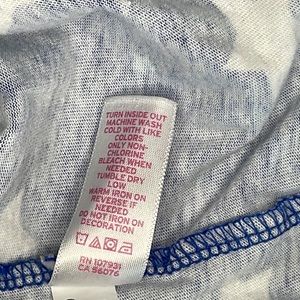 TURN INSIDE OUT
MACHINE WASH
COLD WITH LIKE
COLORS
ONLY NON-
CHLORINE
BLEACH WHEN
NEEDED
TUMBLE DRY
LOW
WARM IRON ON
REVERSE IF
NEEDED
DO NOT IRON ON
DECORATION
RN 107931
CA 56076